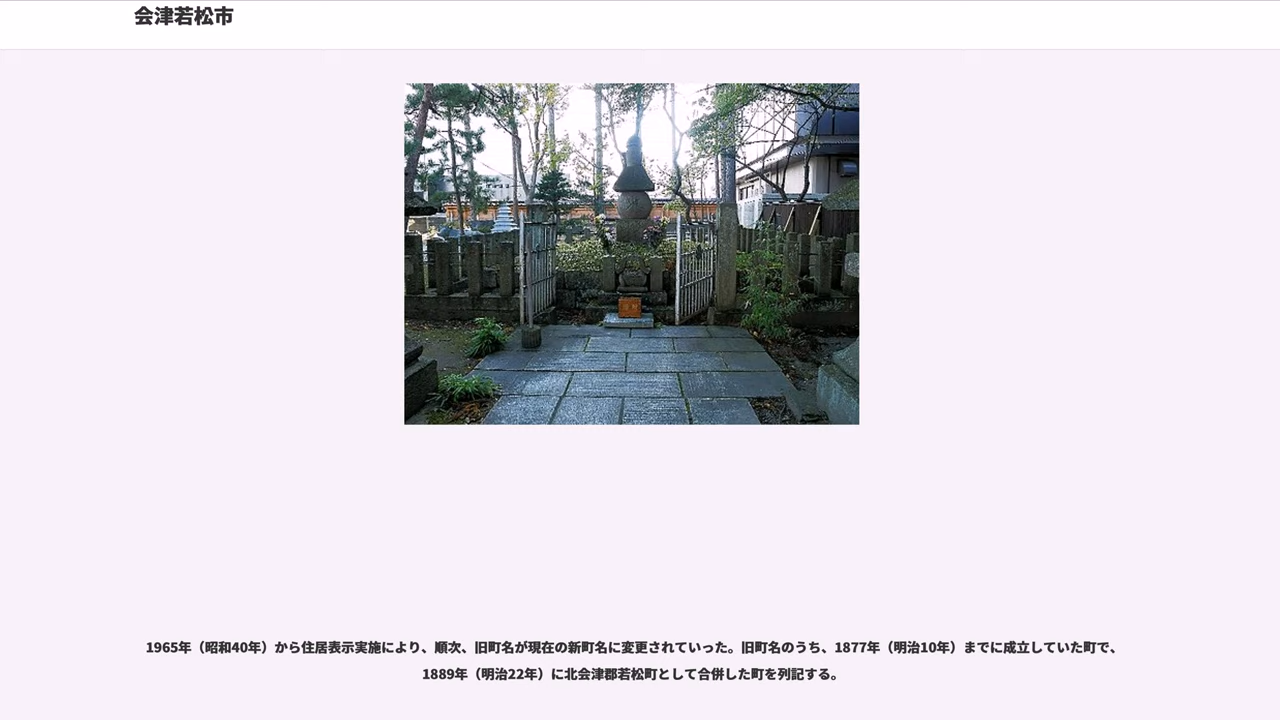 会津若松市
1965年（昭和40年）から住居表示実施により、順次、旧町名が現在の新町名に変更されていった。旧町名のうち、1877年（明治10年）までに成立していた町で、
1889年（明治22年）に北会津郡若松町として合併した町を列記する。